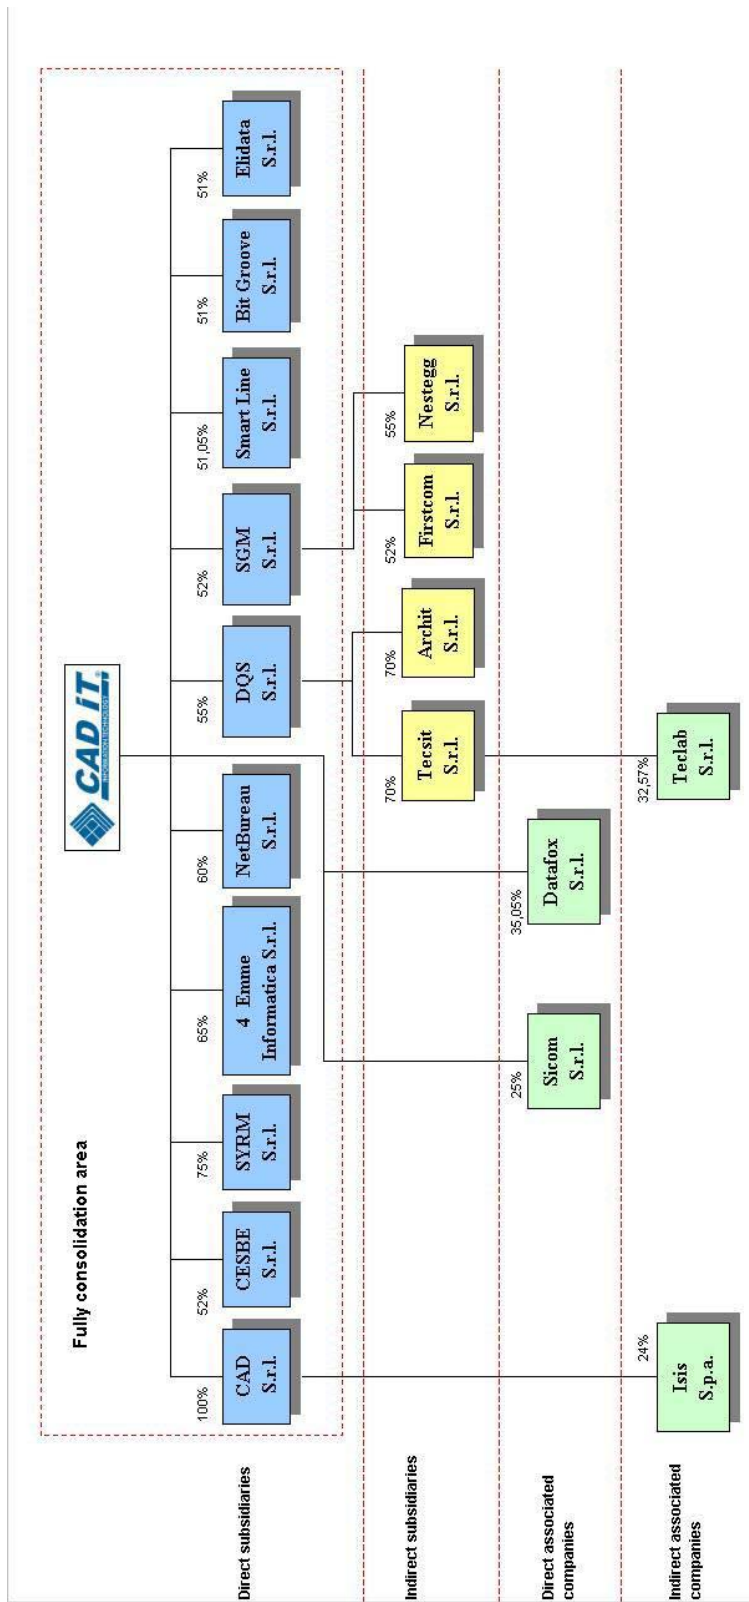 CAD iT®
INFORMATION TECHNOLOGY
Fully consolidation area
Direct subsidiaries
100%
CAD
S.r.l.
52%
CESBE
S.r.l.
75%
SYRM
S.r.l.
65%
4 Emme
Informatica S.r.l.
60%
NetBureau
S.r.l.
55%
DQS
S.r.l.
52%
SGM
S.r.l.
51,05%
Smart Line
S.r.l.
51%
Bit Groove
S.r.l.
51%
Elidata
S.r.l.
Indirect subsidiaries
70%
Tecsit
S.r.l.
70%
Archit
S.r.l.
52%
Firstcom
S.r.l.
55%
Nestegg
S.r.l.
Direct associated
companies
25%
Sicom
S.r.l.
35,05%
Datafox
S.r.l.
Indirect associated
companies
24%
Isis
S.p.a.
32,57%
Teclab
S.r.l.